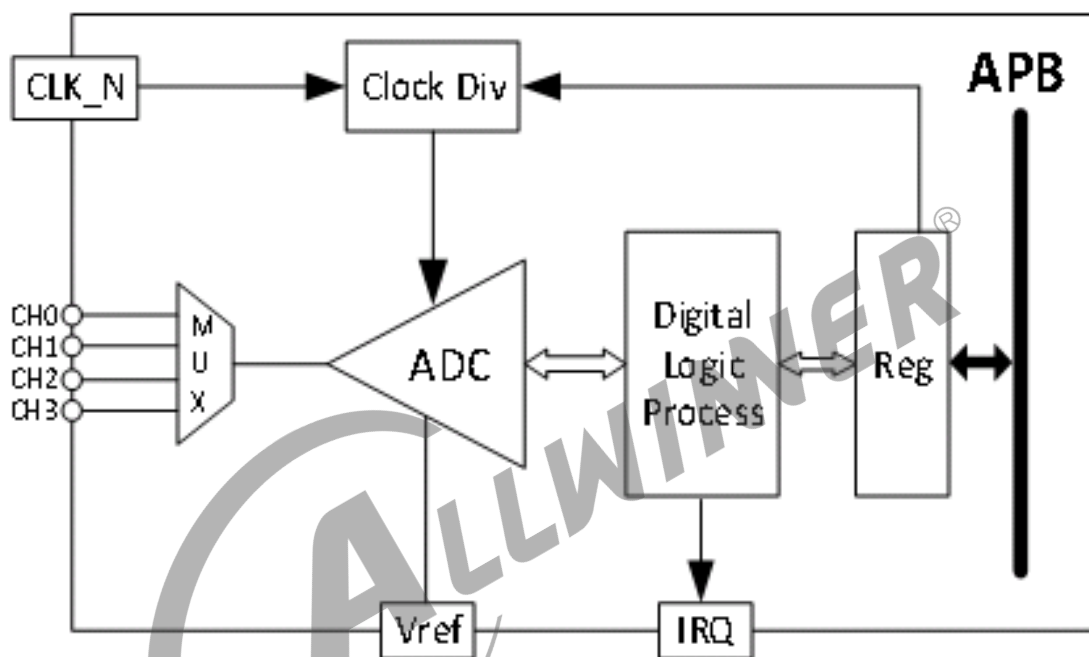 CLK_N
Clock Div
APB
CH0
CH1
CH2
CH3
M
U
X
ADC
Digital
Logic
Process
Reg
Vref
IRQ
ALLWINNER®